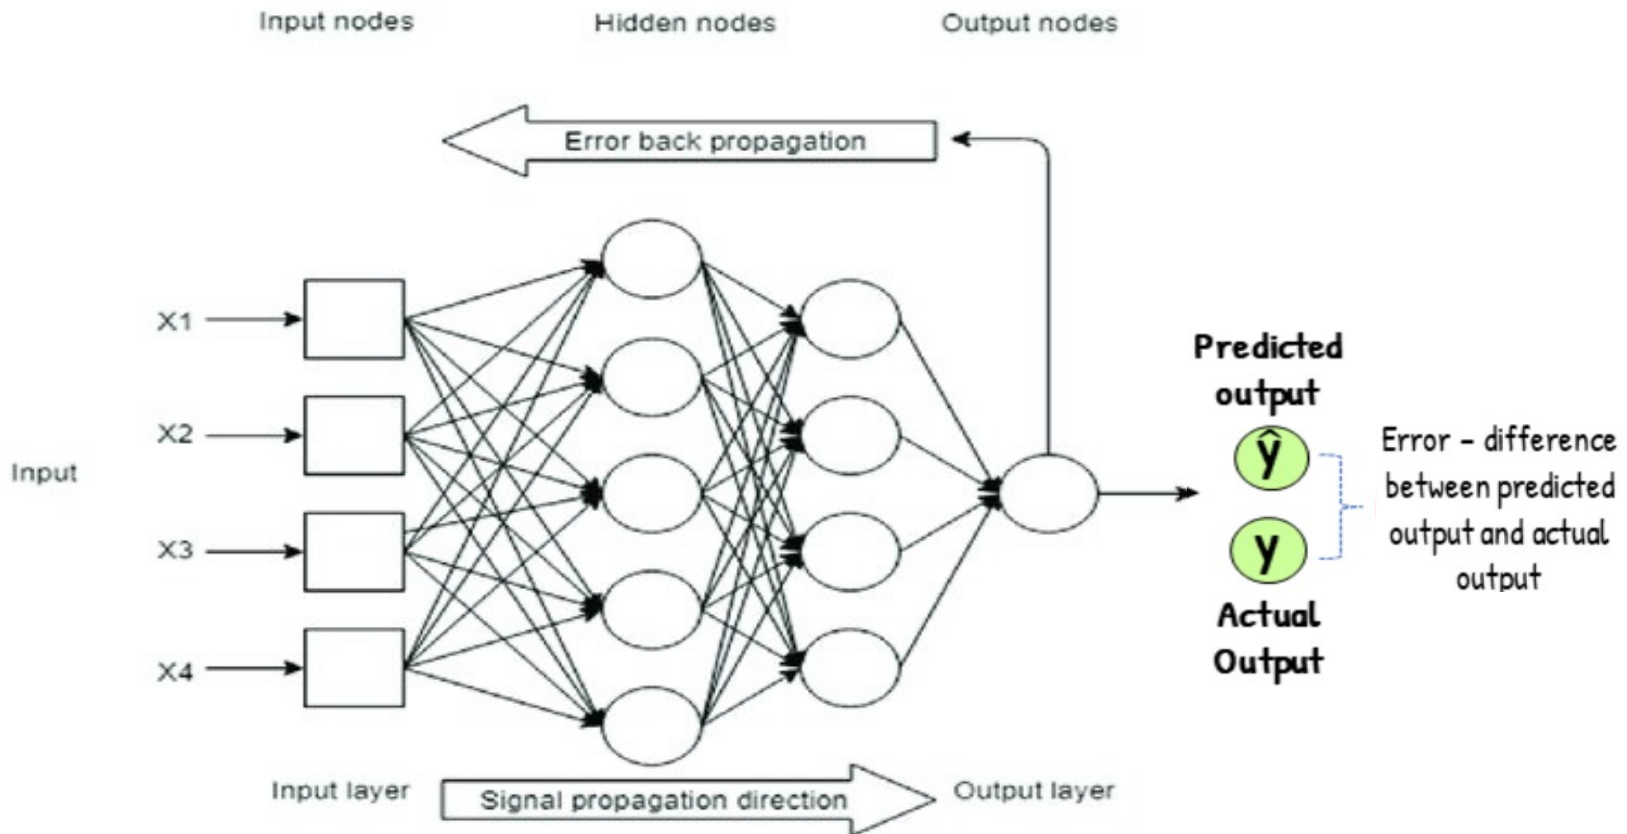 Input nodes
Hidden nodes
Output nodes
Error back propagation
X1
X2
X3
X4
Input
Predicted
output
ŷ
y
Actual
Output
Error - difference
between predicted
output and actual
output
Input layer
Signal propagation direction
Output layer